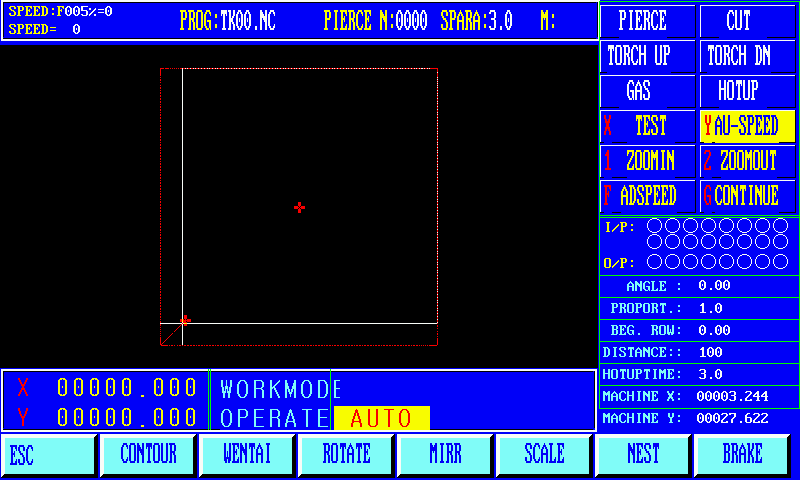 SPEED:F005%=0
SPEED= 0
PROG:TK00.NC PIERCE N:0000 SPARA:3.0 M:
PIERCE CUT
TORCH UP TORCH DN
GAS HOTUP
X TEST YAU-SPEED
1 ZOOMIN 2 ZOOMOUT
F ADSPEED GCONTINUE
I/P:
O/P:
ANGLE : 0.00
PROPORT.: 1.0
BEG. ROW: 0.00
DISTANCE:: 100
HOTUPTIME: 3.0
MACHINE X: 00003.244
MACHINE Y: 00027.622
X 00000.000 WORKMODE
Y 00000.000 OPERATE AUTO
ESC CONTOUR WENTAI ROTATE MIRR SCALE NEST BRAKE